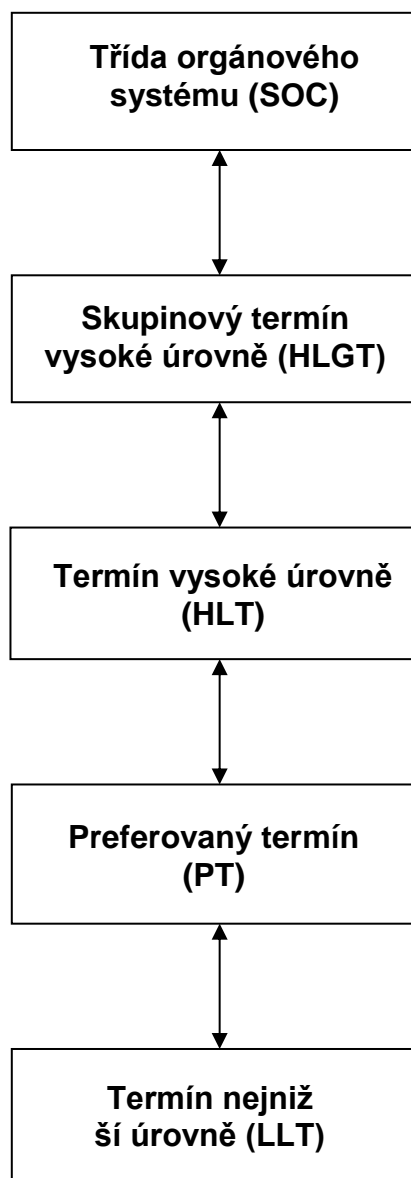 Třída orgánového
systému (SOC)
Skupinový termín
vysoké úrovně (HLGT)
Termín vysoké úrovně
(HLT)
Preferovaný termín
(PT)
Termín nejniž
ší úrovně (LLT)